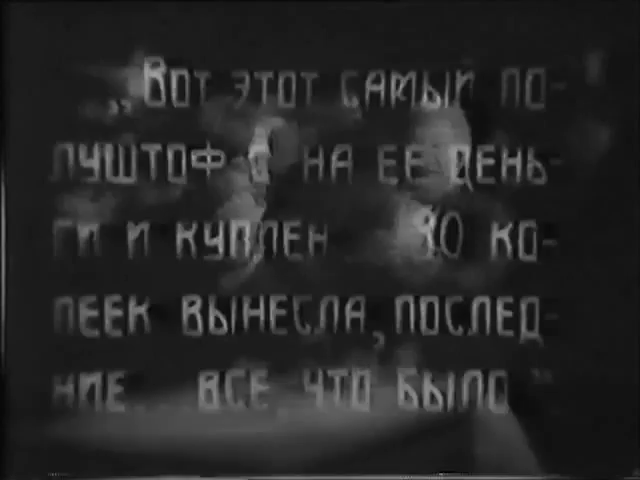 „Вот этот самый по-
луштоф-с на ее день-
ги и куплен 30 ко-
пеек вынесла, послед-
ние... все, что было"